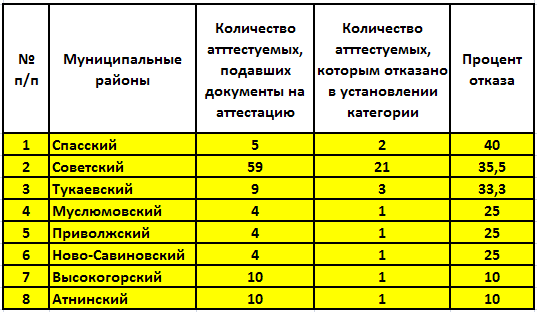 № п/п | Муниципальные районы | Количество атттестуемых, подавших документы на аттестацию | Количество атттестуемых, которым отказано в установлении категории | Процент отказа
1 | Спасский | 5 | 2 | 40
2 | Советский | 59 | 21 | 35,5
3 | Тукаевский | 9 | 3 | 33,3
4 | Муслюмовский | 4 | 1 | 25
5 | Приволжский | 4 | 1 | 25
6 | Ново-Савиновский | 4 | 1 | 25
7 | Высокогорский | 10 | 1 | 10
8 | Атнинский | 10 | 1 | 10